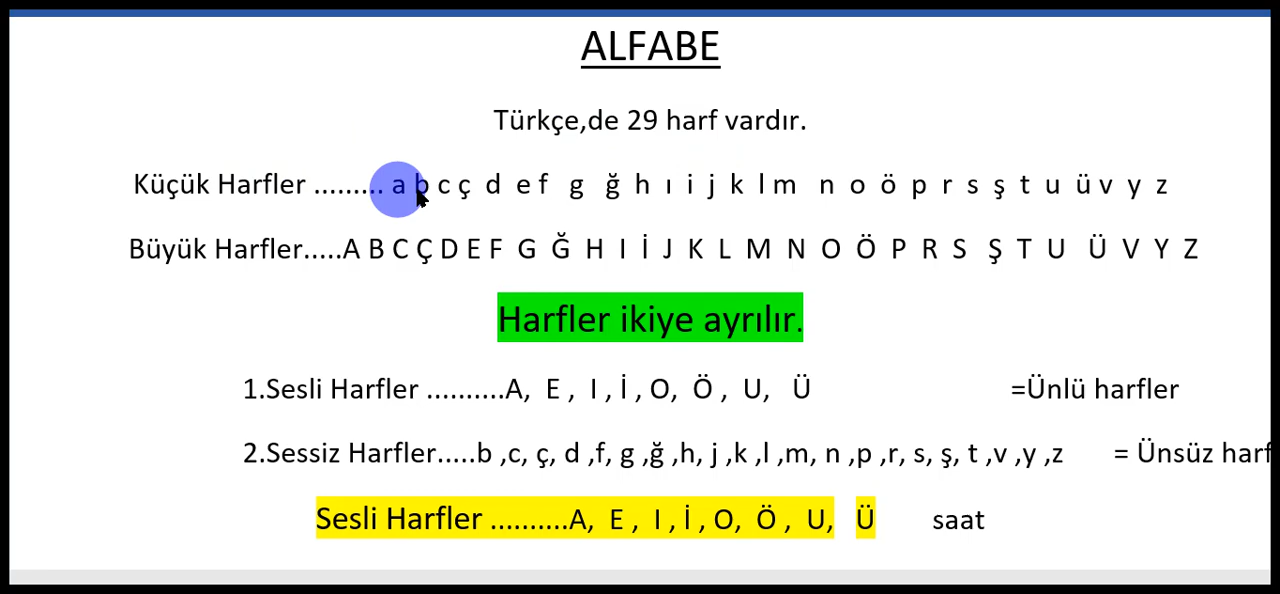 ALFABE
Türkçe,de 29 harf vardır.
Küçük Harfler ......... a b c ç d e f g ğ h ı i j k l m n o ö p r s ş t u ü v y z
Büyük Harfler.....A B C Ç D E F G Ğ H I İ J K L M N O Ö P R S Ş T U Ü V Y Z
Harfler ikiye ayrılır.
1.Sesli Harfler ..........A, E , I , İ , O, Ö , U, Ü =Ünlü harfler
2.Sessiz Harfler.....b ,c, ç, d ,f, g ,ğ ,h, j ,k ,l ,m, n ,p ,r, s, ş, t ,v ,y ,z = Ünsüz harf
Sesli Harfler ..........A, E , I , İ , O, Ö , U, Ü saat